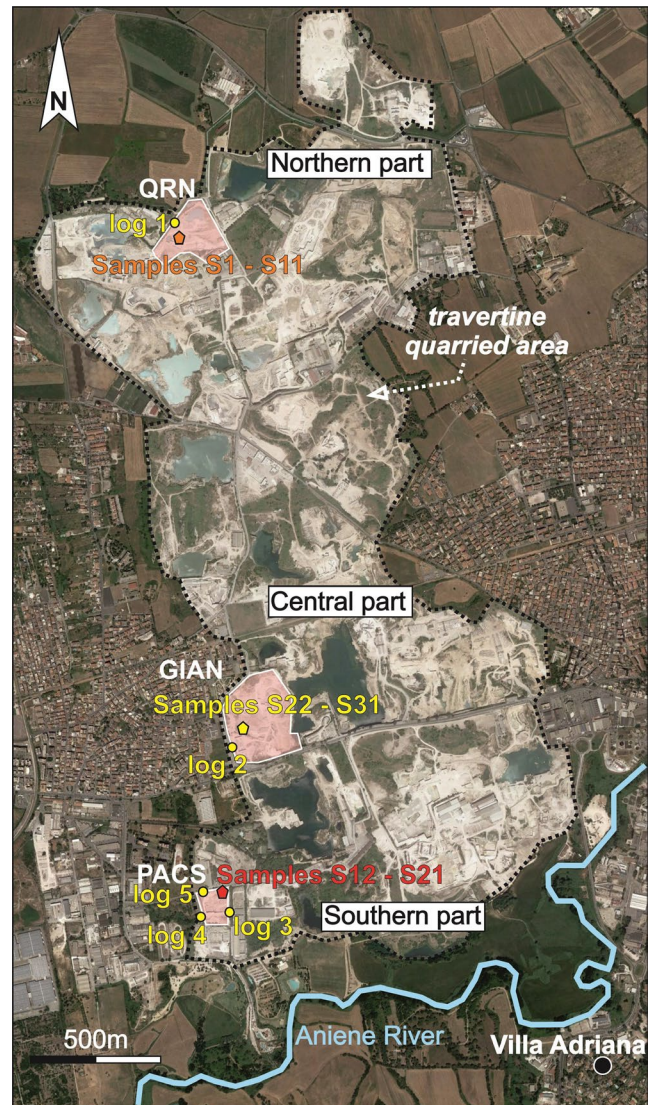 N
Northern part
QRN
log 1
Samples S1 - S11
travertine
quarried area
Central part
GIAN
Samples S22 - S31
log 2
PACS
Samples S12 - S21
log 5
log 4
log 3
Southern part
500m
Aniene River
Villa Adriana